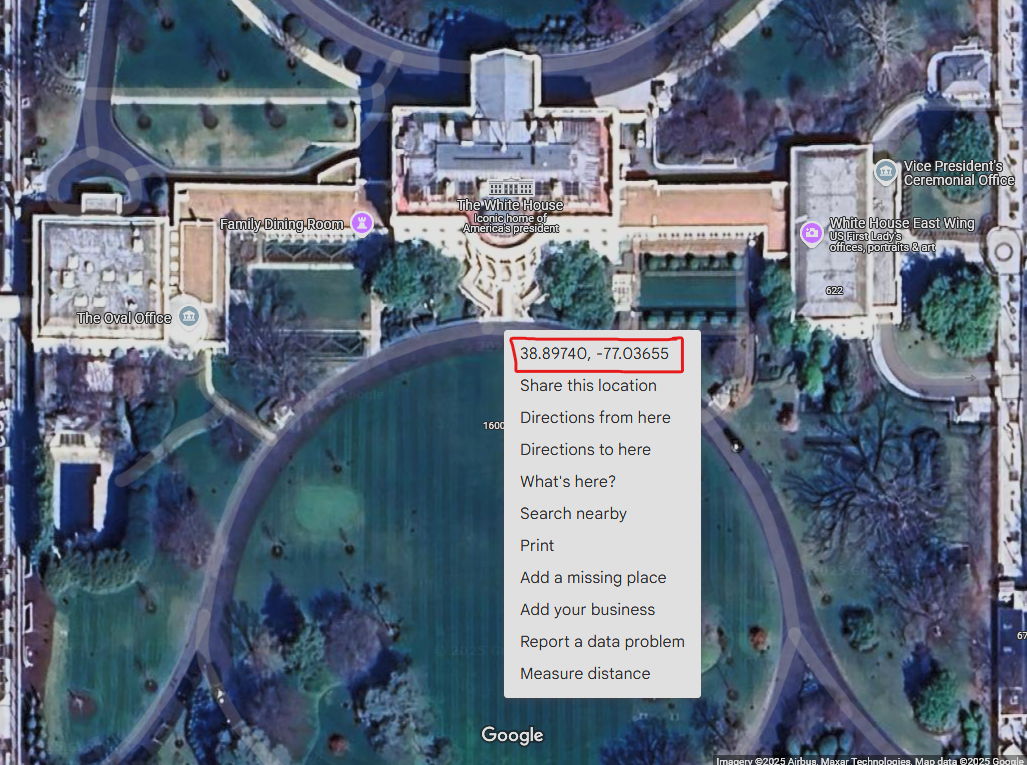 Vice President's
Ceremonial Office
The White House
Iconic home of
America's president
Family Dining Room
White House East Wing
US First Lady's
offices, portraits & art
622
The Oval Office
38.89740, -77.03655
Share this location
Directions from here
1600
Directions to here
What's here?
Search nearby
Print
Add a missing place
Add your business
Report a data problem
67
Measure distance
Google
Imagery ©2025 Airbus, Maxar Technologies, Map data ©2025 Google